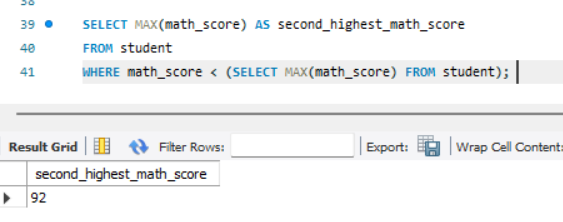 38
39 SELECT MAX(math_score) AS second_highest_math_score
40 FROM student
41 WHERE math_score < (SELECT MAX(math_score) FROM student);
Result Grid Filter Rows: Export: Wrap Cell Content:
second_highest_math_score
92